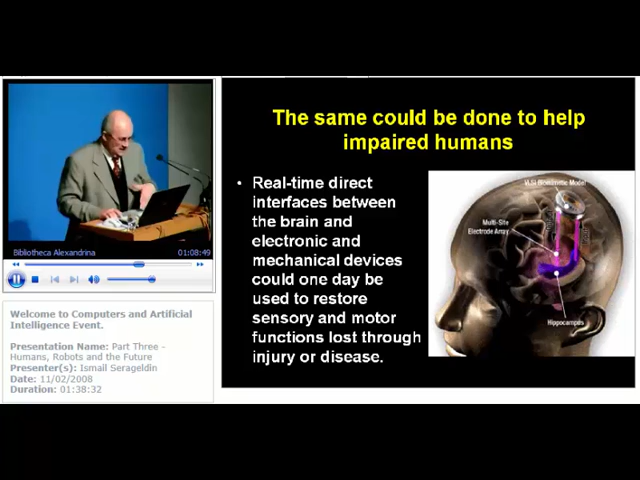 The same could be done to help
impaired humans
• Real-time direct
interfaces between
the brain and
electronic and
mechanical devices
could one day be
used to restore
sensory and motor
functions lost through
injury or disease.
VLSI Biomimetic Model
Multi-Site
Electrode Array
Hippocampus
Bibliotheca Alexandrina
01:08:49
Welcome to Computers and Artificial
Intelligence Event.
Presentation Name: Part Three -
Humans, Robots and the Future
Presenter(s): Ismail Serageldin
Date: 11/02/2008
Duration: 01:38:32